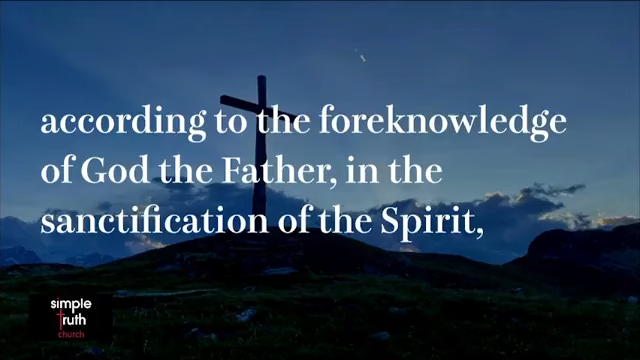 according to the foreknowledge
of God the Father, in the
sanctification of the Spirit,
simple
truth
church